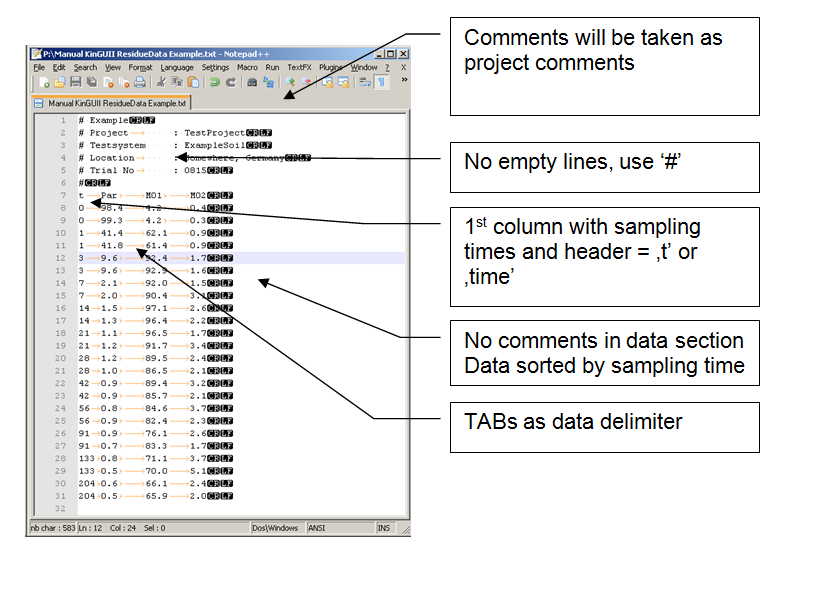 P:\Manual KinGUII ResidueData Example.txt - Notepad++
File Edit Search View Format Language Settings Macro Run TextFX Plugins Window ? X
Manual KinGUII ResidueData Example.txt
1 # ExampleCRLF
2 # Project : TestProjectCRLF
3 # Testsystem : ExampleSoilCRLF
4 # Location : Somewhere, GermanyCRLF
5 # Trial No : 0815CRLF
6 #CRLF
7 t Par M01 M02CRLF
8 0 98.4 4.2 0.4CRLF
9 0 99.3 4.2 0.3CRLF
10 1 41.4 62.1 0.9CRLF
11 1 41.8 61.4 0.9CRLF
12 3 9.6 92.4 1.7CRLF
13 3 9.6 1.6CRLF
14 7 2.1 92.0 1.5CRLF
15 7 2.0 90.4 3.1CRLF
16 14 1.5 97.1 2.6CRLF
17 14 1.3 96.4 2.2CRLF
18 21 1.1 96.5 1.7CRLF
19 21 1.2 91.7 3.4CRLF
20 28 1.2 89.5 2.4CRLF
21 28 1.0 86.5 2.1CRLF
22 42 0.9 89.4 3.2CRLF
23 42 0.9 85.7 2.1CRLF
24 56 0.8 84.6 3.7CRLF
25 56 0.9 82.4 2.3CRLF
26 91 0.9 76.1 2.6CRLF
27 91 0.7 83.3 1.7CRLF
28 133 0.8 71.1 3.7CRLF
29 133 0.5 70.0 5.1CRLF
30 204 0.6 66.1 2.4CRLF
31 204 0.5 65.9 2.0CRLF
32
nb char : 583 Ln : 12 Col : 24 Sel : 0 Dos\Windows ANSI INS
Comments will be taken as
project comments
No empty lines, use ‘#’
1st column with sampling
times and header = ‚t’ or
‚time’
No comments in data section
Data sorted by sampling time
TABs as data delimiter